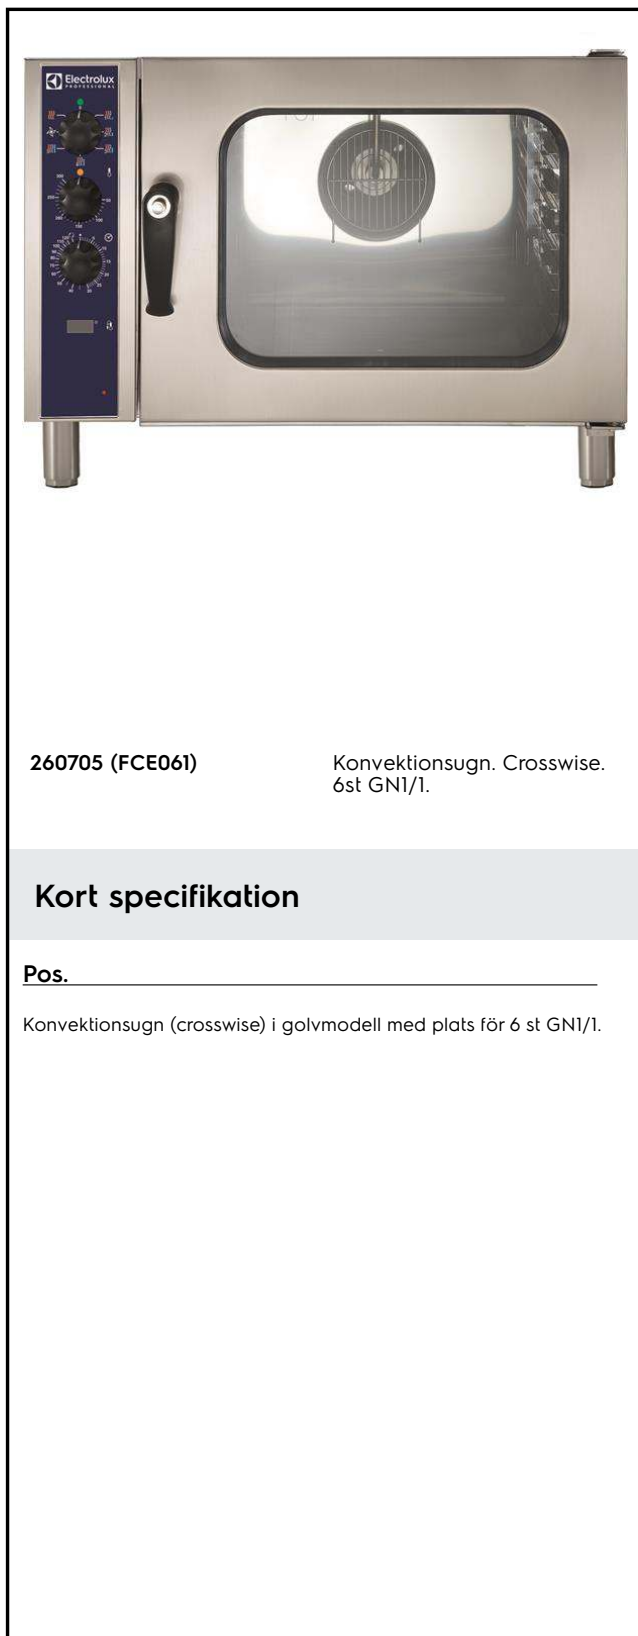 Electrolux
PROFESSIONAL
260705 (FCE061)
Konvektionsugn. Crosswise.
6st GN1/1.
Kort specifikation
Pos.
Konvektionsugn (crosswise) i golvmodell med plats för 6 st GN1/1.